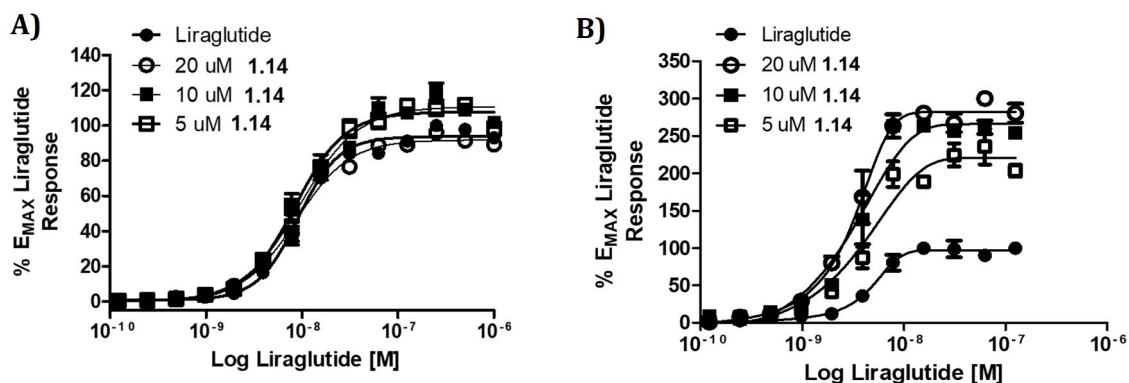 A)
Liraglutide
20 uM 1.14
10 uM 1.14
5 uM 1.14
% EMAX Liraglutide
Response
140
120
100
80
60
40
20
0
10-10
10-9
10-8
10-7
10-6
Log Liraglutide [M]
B)
Liraglutide
20 uM 1.14
10 uM 1.14
5 uM 1.14
% EMAX Liraglutide
Response
350
300
250
200
150
100
50
0
10-10
10-9
10-8
10-7
10-6
Log Liraglutide [M]